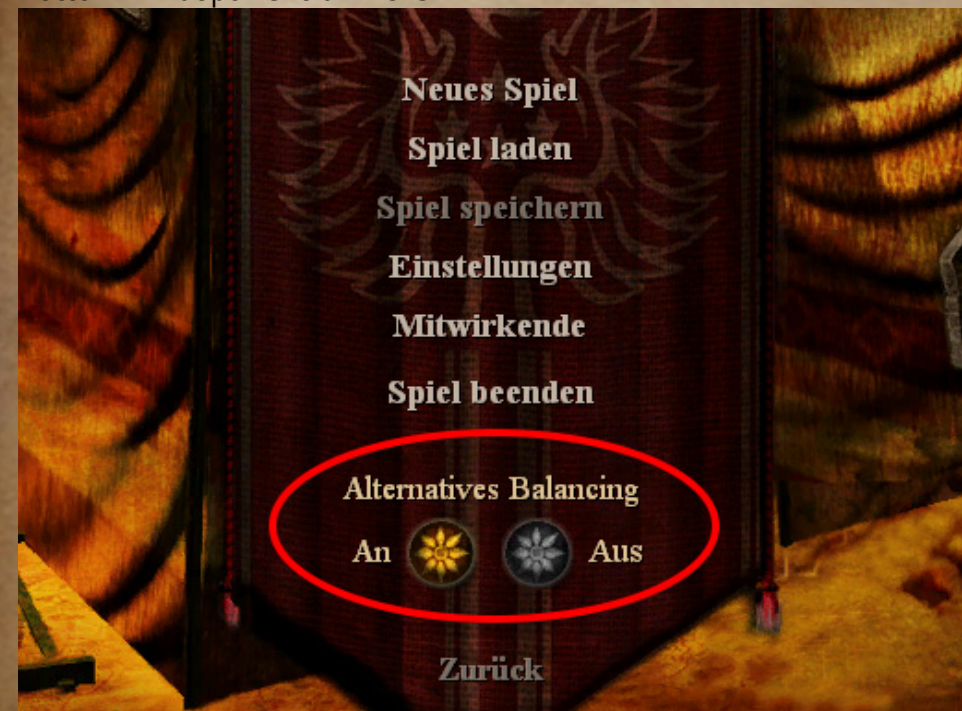 Neues Spiel
Spiel laden
Spiel speichern
Einstellungen
Mitwirkende
Spiel beenden
Alternatives Balancing
An Aus
Zurück